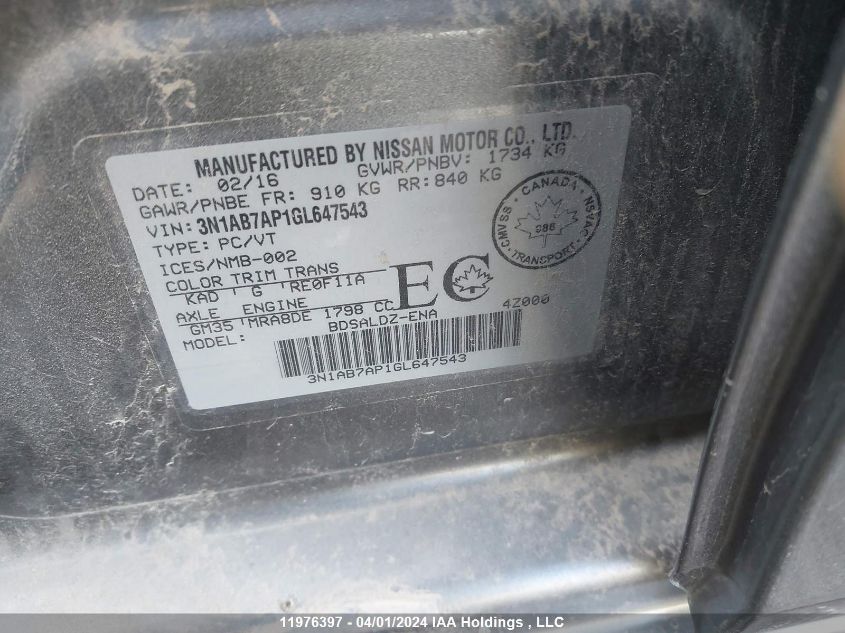 MANUFACTURED BY NISSAN MOTOR CO., LTD.
DATE: 02/16 GVWR/PNBV: 1734 KG
GAWR/PNBE FR: 910 KG RR: 840 KG
VIN: 3N1AB7AP1GL647543
TYPE: PC/VT
ICES/NMB-002
COLOR TRIM TRANS
KAD G RE0F11A
AXLE ENGINE
GM35 MRA8DE 1798 CC
MODEL: BDSALDZ-ENA 4Z000
EC
3N1AB7AP1GL647543
CANADA
CMVSS NSVAC
986
TRANSPORT
11976397 - 04/01/2024 IAA Holdings , LLC